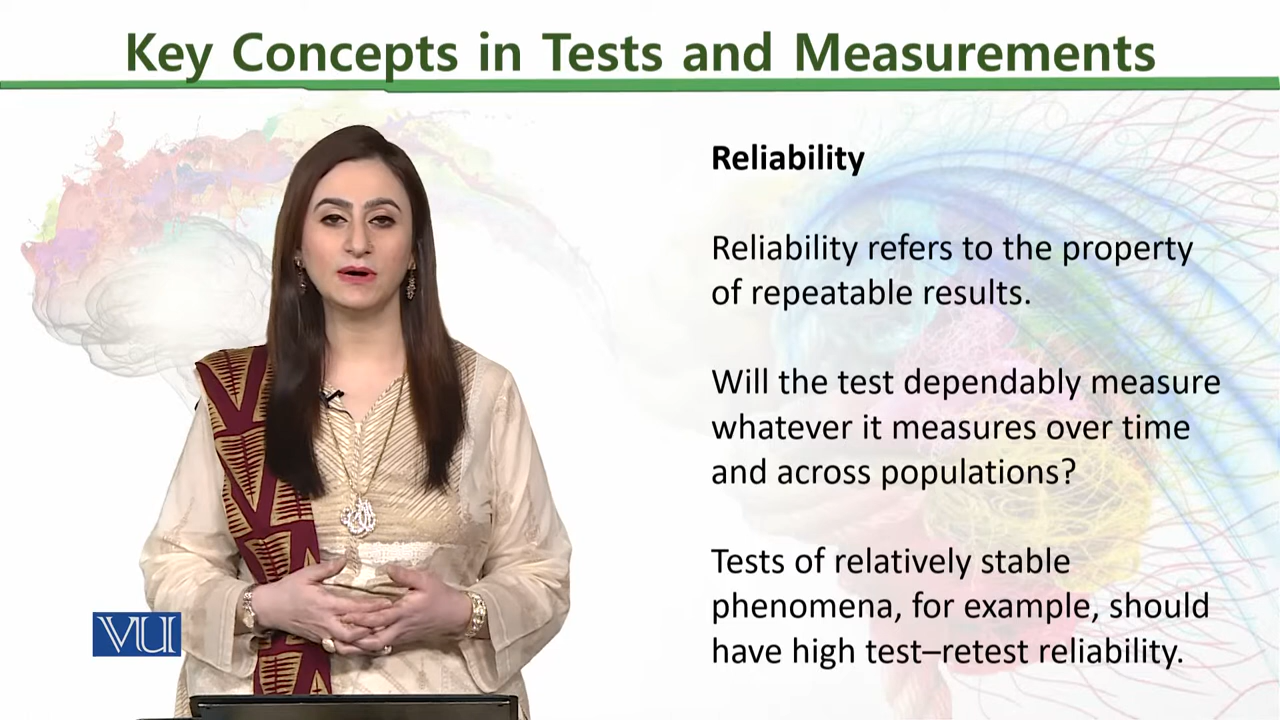 Key Concepts in Tests and Measurements
Reliability
Reliability refers to the property
of repeatable results.
Will the test dependably measure
whatever it measures over time
and across populations?
Tests of relatively stable
phenomena, for example, should
have high test–retest reliability.
VU